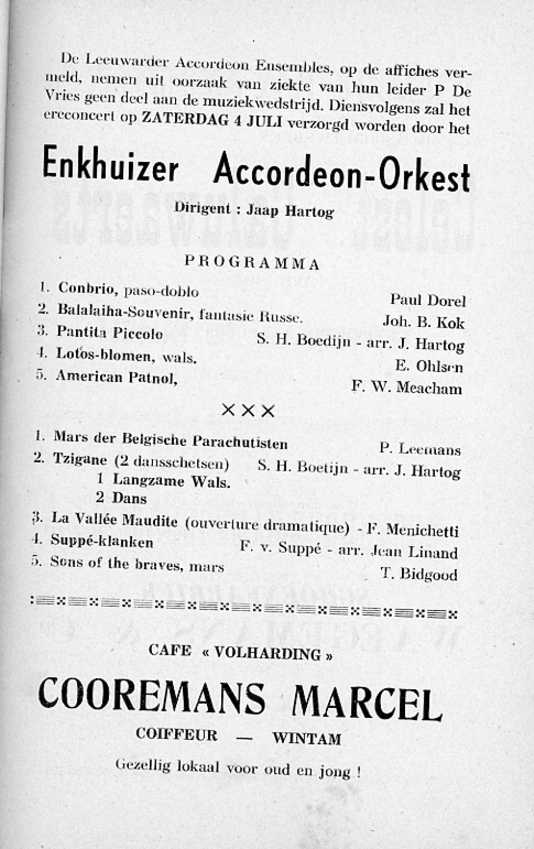 De Leeuwarder Accordeon Ensembles, op de affiches ver-
meld, nemen uit oorzaak van ziekte van hun leider P De
Vries geen deel aan de muziekwedstrijd. Diensvolgens zal het
ereconcert op ZATERDAG 4 JULI verzorgd worden door het
Enkhuizer Accordeon-Orkest
Dirigent : Jaap Hartog
PROGRAMMA
1. Conbrio, paso-doblo Paul Dorel
2. Balalaiha-Souvenir, fantasie Russe. Joh. B. Kok
3. Pantita Piccolo S. H. Boedijn - arr. J. Hartog
4. Lotos-blomen, wals. E. Ohlsen
5. American Patnol, F. W. Meacham
×××
1. Mars der Belgische Parachutisten P. Leemans
2. Tzigane (2 dansschetsen) S. H. Boetijn - arr. J. Hartog
1 Langzame Wals.
2 Dans
3. La Vallée Maudite (ouverture dramatique) - F. Menichetti
4. Suppé-klanken F. v. Suppé - arr. Jean Linand
5. Sons of the braves, mars T. Bidgood
CAFE « VOLHARDING »
COOREMANS MARCEL
COIFFEUR — WINTAM
Gezellig lokaal voor oud en jong !